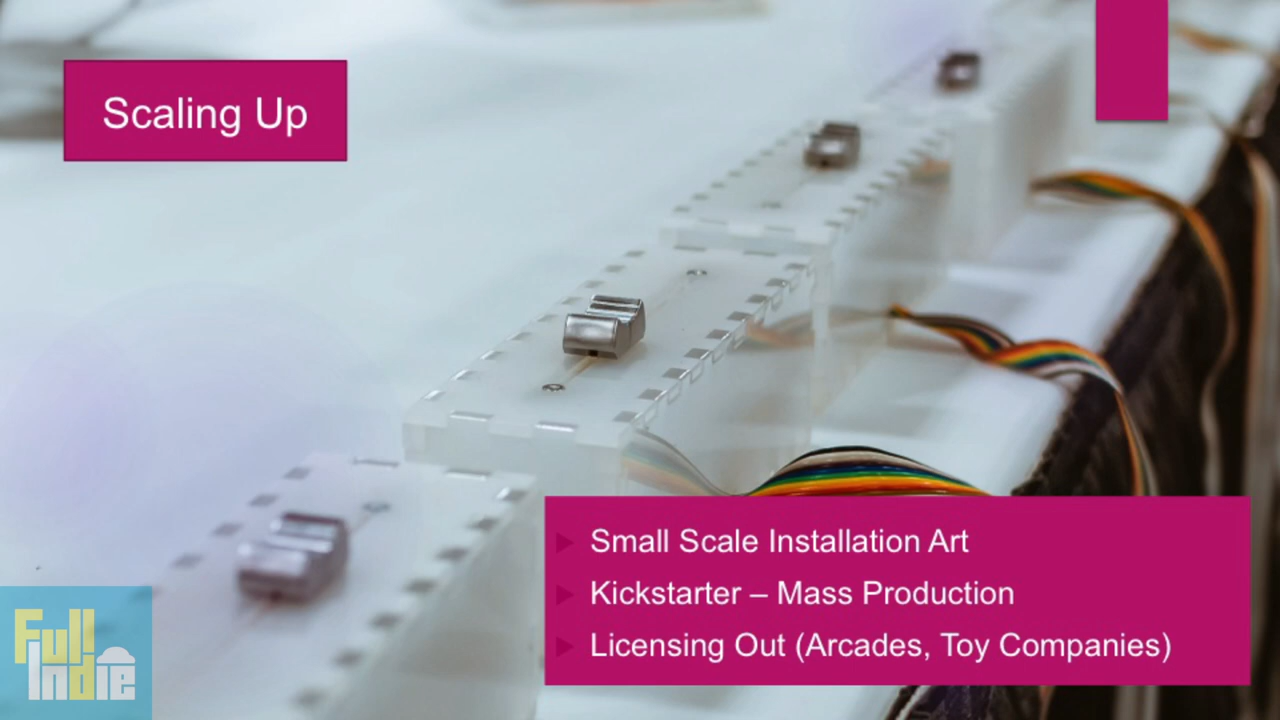 Scaling Up
Small Scale Installation Art
Kickstarter – Mass Production
Licensing Out (Arcades, Toy Companies)
Full
Indie